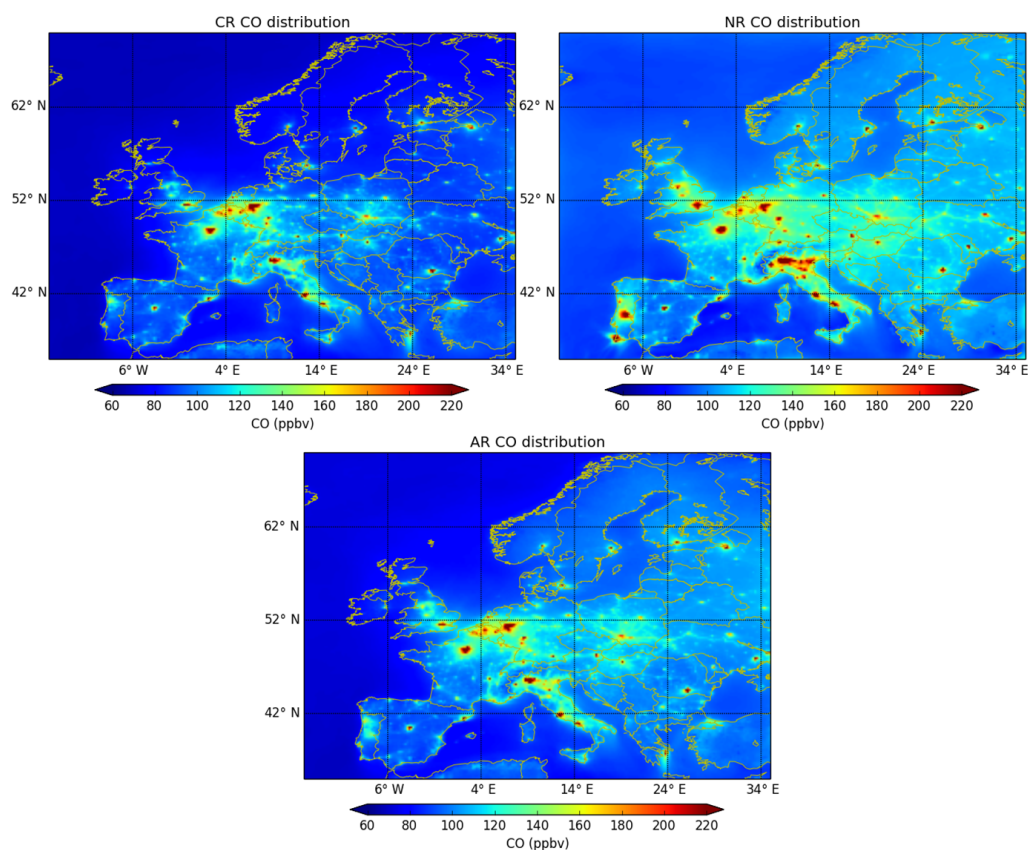 CR CO distribution
62° N
52° N
42° N
6° W 4° E 14° E 24° E 34° E
60 80 100 120 140 160 180 200 220
CO (ppbv)
NR CO distribution
62° N
52° N
42° N
6° W 4° E 14° E 24° E 34° E
60 80 100 120 140 160 180 200 220
CO (ppbv)
AR CO distribution
62° N
52° N
42° N
6° W 4° E 14° E 24° E 34° E
60 80 100 120 140 160 180 200 220
CO (ppbv)